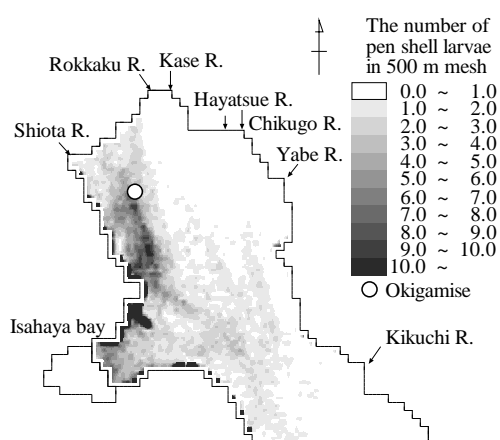 The number of
pen shell larvae
in 500 m mesh
0.0 ~ 1.0
1.0 ~ 2.0
2.0 ~ 3.0
3.0 ~ 4.0
4.0 ~ 5.0
5.0 ~ 6.0
6.0 ~ 7.0
7.0 ~ 8.0
8.0 ~ 9.0
9.0 ~ 10.0
10.0 ~
Okigamise
Kase R.
Rokkaku R.
Hayatsue R.
Chikugo R.
Shiota R.
Yabe R.
Isahaya bay
Kikuchi R.